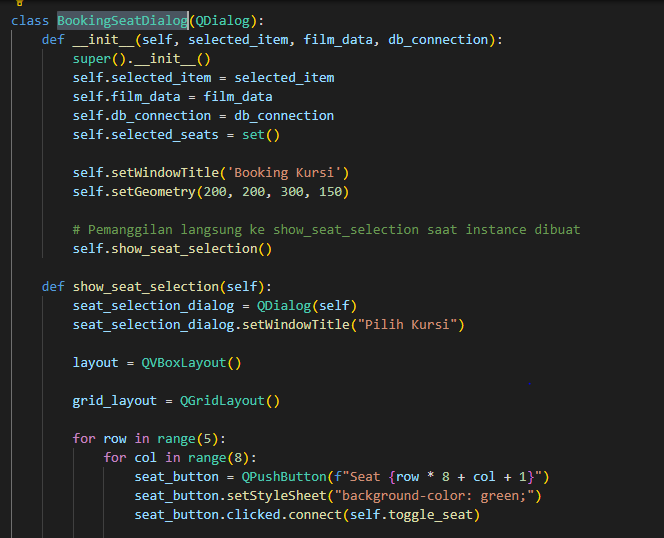 class BookingSeatDialog(QDialog):
    def __init__(self, selected_item, film_data, db_connection):
        super().__init__()
        self.selected_item = selected_item
        self.film_data = film_data
        self.db_connection = db_connection
        self.selected_seats = set()

        self.setWindowTitle('Booking Kursi')
        self.setGeometry(200, 200, 300, 150)

        # Pemanggilan langsung ke show_seat_selection saat instance dibuat
        self.show_seat_selection()

    def show_seat_selection(self):
        seat_selection_dialog = QDialog(self)
        seat_selection_dialog.setWindowTitle("Pilih Kursi")

        layout = QVBoxLayout()

        grid_layout = QGridLayout()

        for row in range(5):
            for col in range(8):
                seat_button = QPushButton(f"Seat {row * 8 + col + 1}")
                seat_button.setStyleSheet("background-color: green;")
                seat_button.clicked.connect(self.toggle_seat)